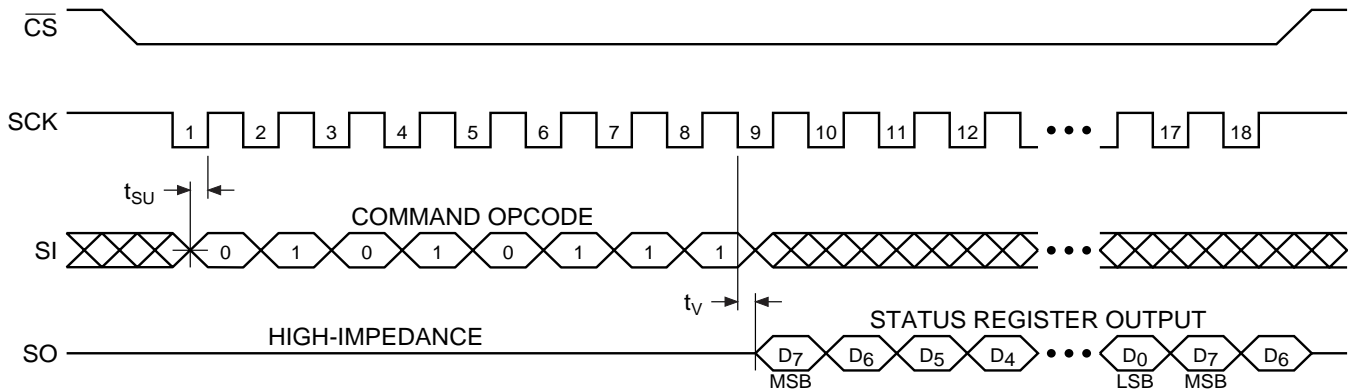 CS
SCK 1 2 3 4 5 6 7 8 9 10 11 12 • • • 17 18
tSU
COMMAND OPCODE
SI 0 1 0 1 0 1 1 1 • • •
tV
HIGH-IMPEDANCE STATUS REGISTER OUTPUT
SO D7 D6 D5 D4 • • • D0 D7 D6
MSB LSB MSB